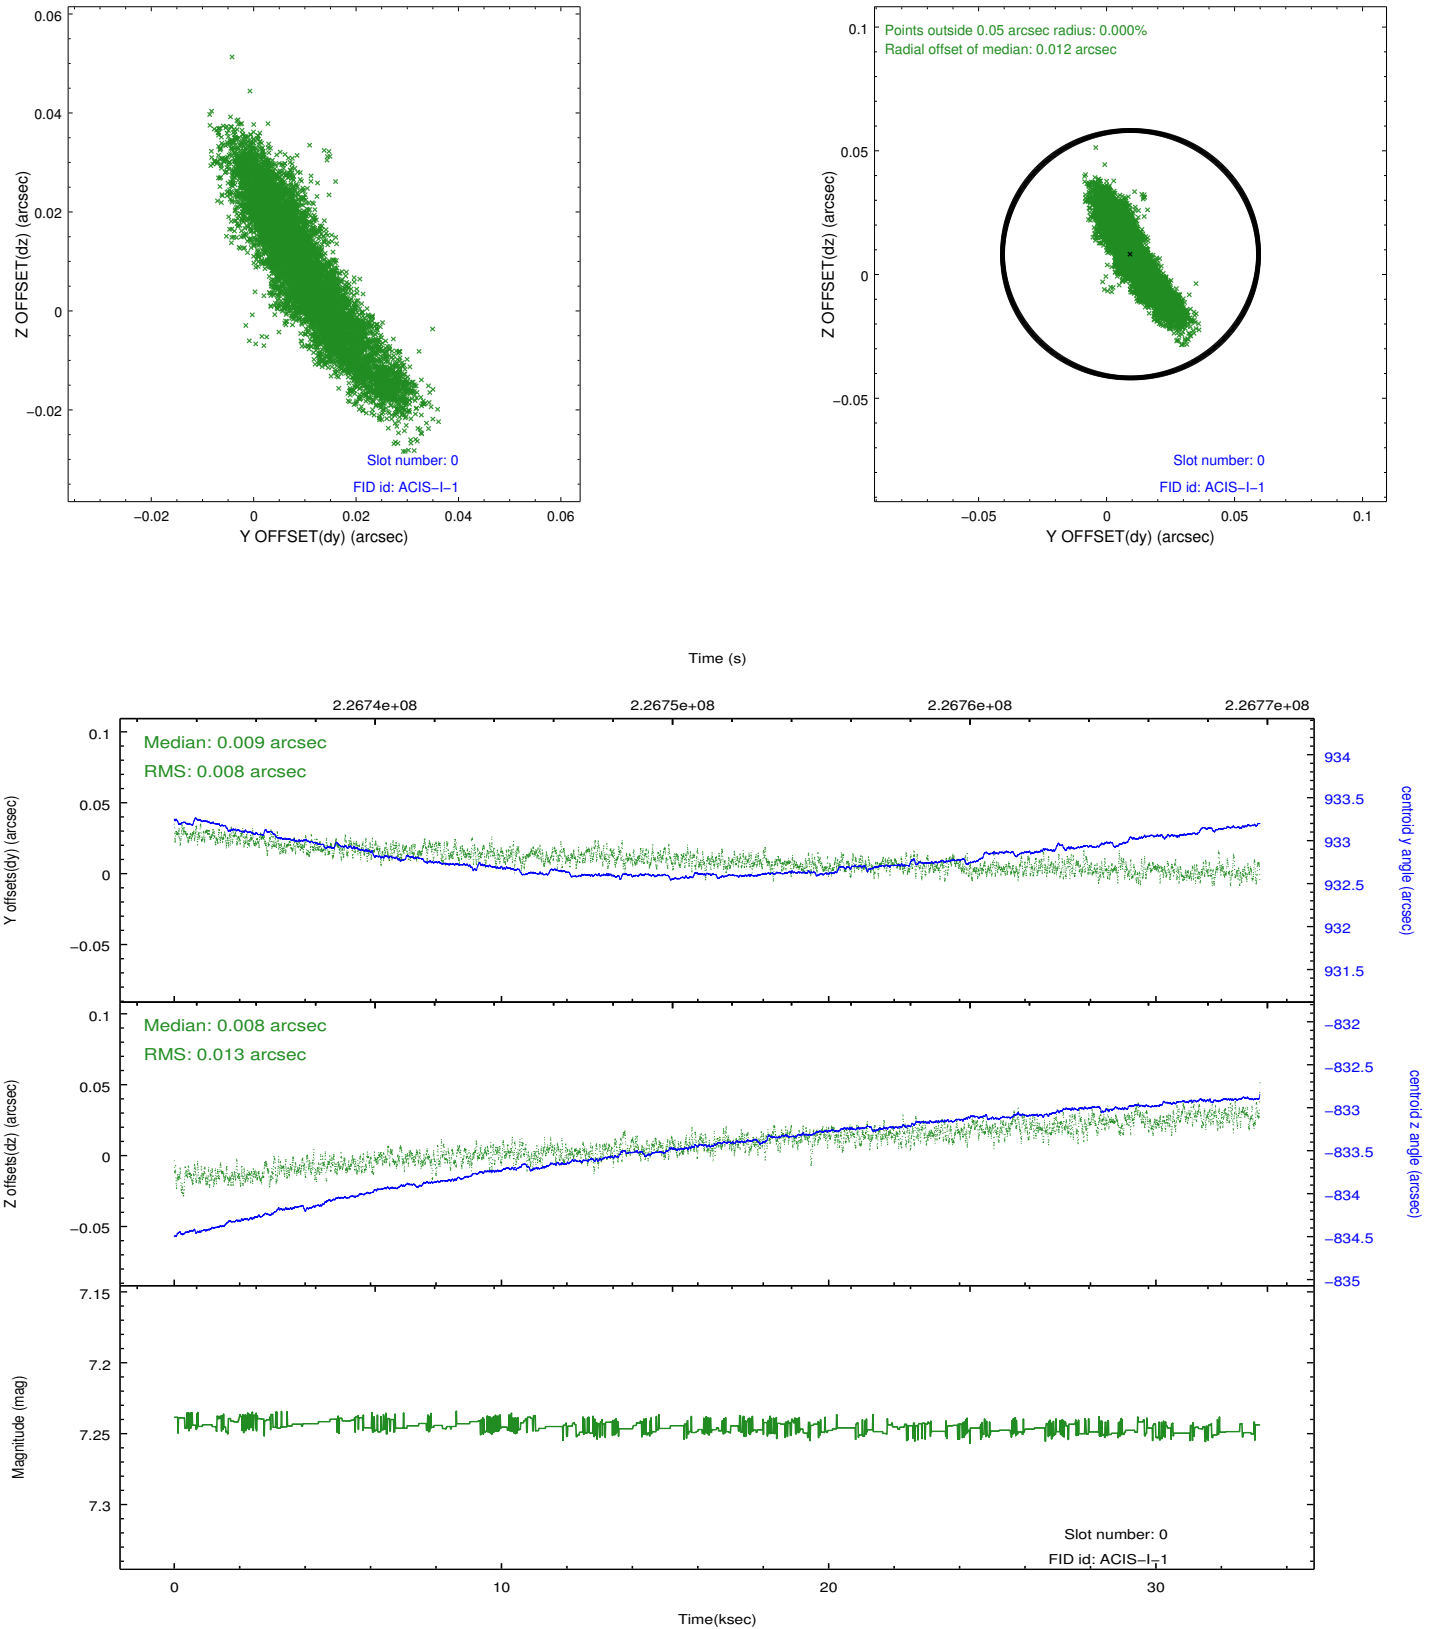 0.06
0.04
0.02
0
−0.02
Z OFFSET(dz) (arcsec)
Slot number: 0
FID id: ACIS−I−1
−0.02
0
0.02
0.04
0.06
Y OFFSET(dy) (arcsec)
Points outside 0.05 arcsec radius: 0.000%
Radial offset of median: 0.012 arcsec
0.1
0.05
0
−0.05
Z OFFSET(dz) (arcsec)
Slot number: 0
FID id: ACIS−I−1
−0.05
0
0.05
0.1
Y OFFSET(dy) (arcsec)
Time (s)
2.2674e+08
2.2675e+08
2.2676e+08
2.2677e+08
Median: 0.009 arcsec
RMS: 0.008 arcsec
0.1
0.05
0
−0.05
Y offsets(dy) (arcsec)
934
933.5
933
932.5
932
931.5
centroid y angle (arcsec)
Median: 0.008 arcsec
RMS: 0.013 arcsec
0.1
0.05
0
−0.05
Z offsets(dz) (arcsec)
−832
−832.5
−833
−833.5
−834
−834.5
−835
centroid z angle (arcsec)
7.15
7.2
7.25
7.3
Magnitude (mag)
Slot number: 0
FID id: ACIS−I−1
0
10
20
30
Time(ksec)